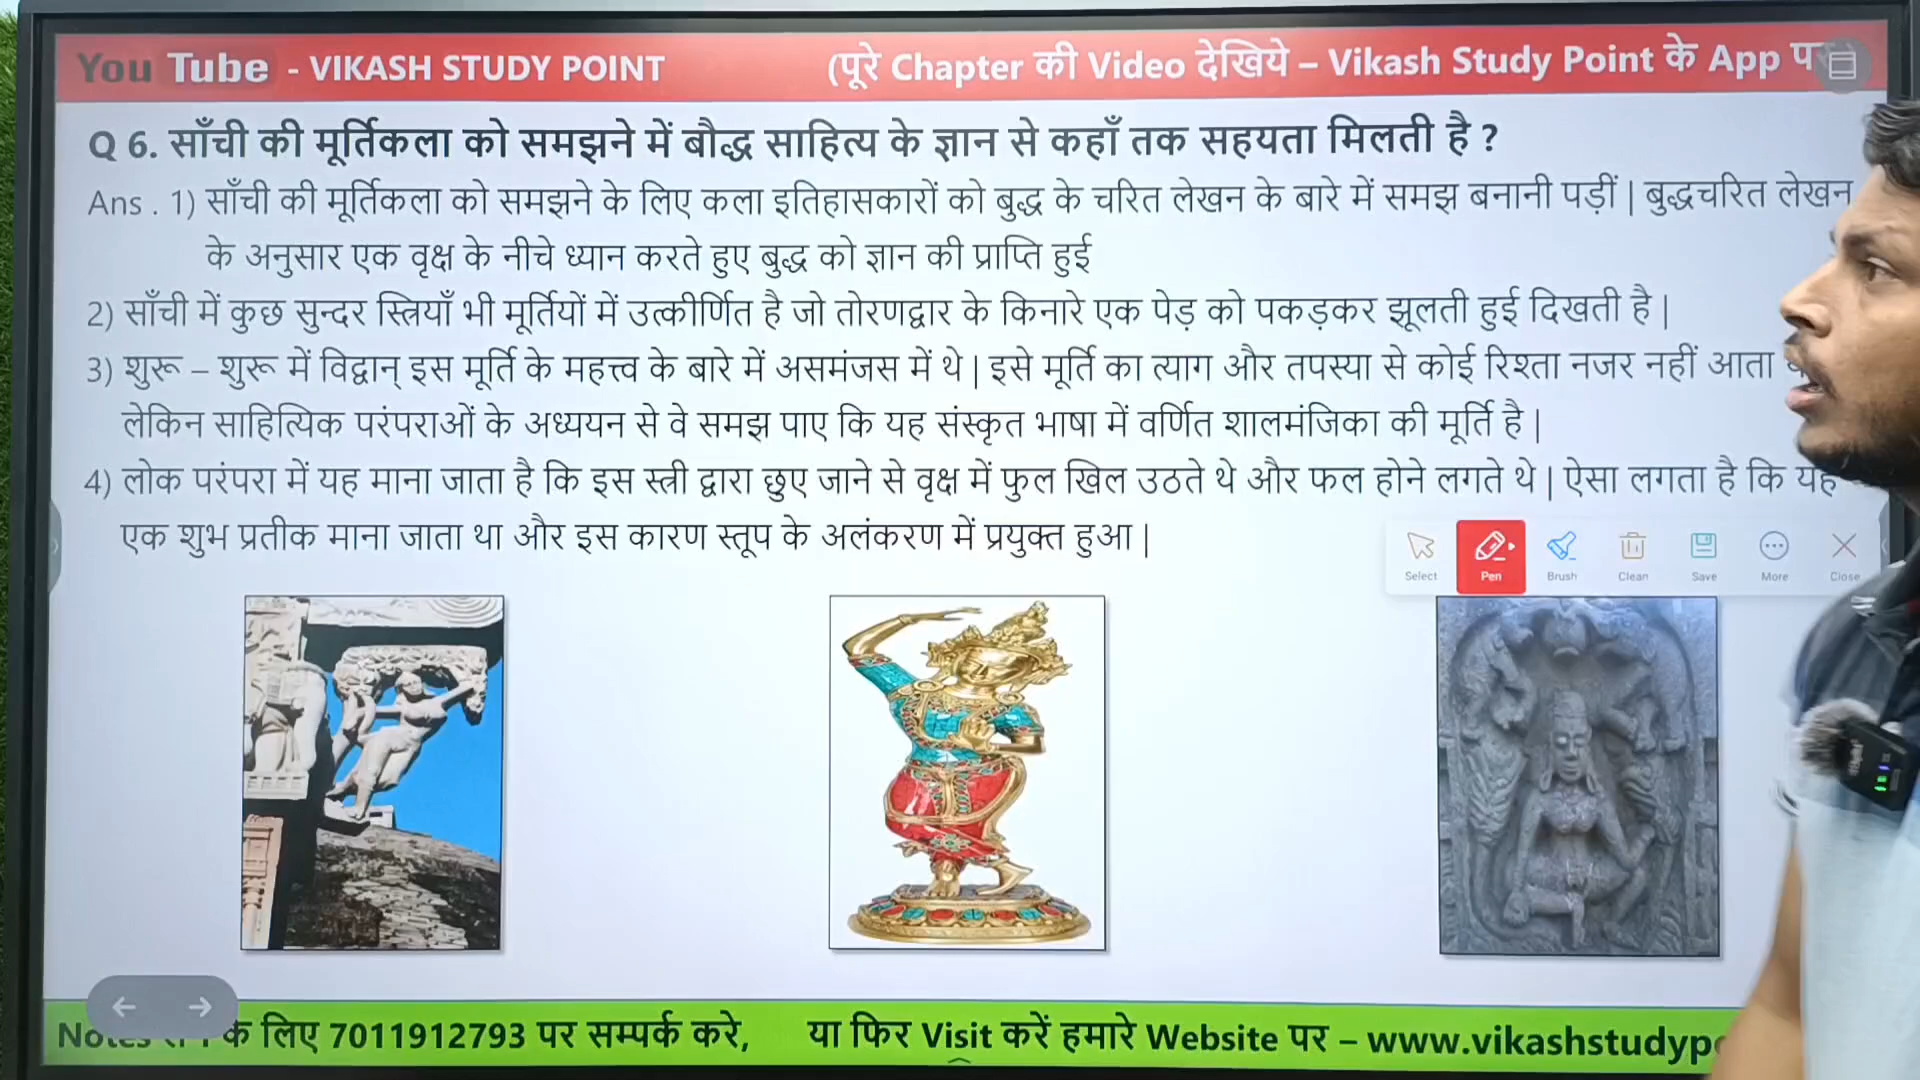 You Tube - VIKASH STUDY POINT (पूरे Chapter की Video देखिये – Vikash Study Point के App
Q 6. साँची की मूर्तिकला को समझने में बौद्ध साहित्य के ज्ञान से कहाँ तक सहयता मिलती है ?
Ans . 1) साँची की मूर्तिकला को समझने के लिए कला इतिहासकारों को बुद्ध के चरित लेखन के बारे में समझ बनानी पड़ीं | बुद्धचरित लेखन
के अनुसार एक वृक्ष के नीचे ध्यान करते हुए बुद्ध को ज्ञान की प्राप्ति हुई
2) साँची में कुछ सुन्दर स्त्रियाँ भी मूर्तियों में उत्कीर्णित है जो तोरणद्वार के किनारे एक पेड़ को पकड़कर झूलती हुई दिखती है |
3) शुरू – शुरू में विद्वान् इस मूर्ति के महत्त्व के बारे में असमंजस में थे | इसे मूर्ति का त्याग और तपस्या से कोई रिश्ता नजर नहीं आता
लेकिन साहित्यिक परंपराओं के अध्ययन से वे समझ पाए कि यह संस्कृत भाषा में वर्णित शालमंजिका की मूर्ति है |
4) लोक परंपरा में यह माना जाता है कि इस स्त्री द्वारा छुए जाने से वृक्ष में फुल खिल उठते थे और फल होने लगते थे | ऐसा लगता है कि यह
एक शुभ प्रतीक माना जाता था और इस कारण स्तूप के अलंकरण में प्रयुक्त हुआ |
Select Pen Brush Clean Save More Close
के लिए 7011912793 पर सम्पर्क करे, या फिर Visit करें हमारे Website पर – www.vikashstudyp